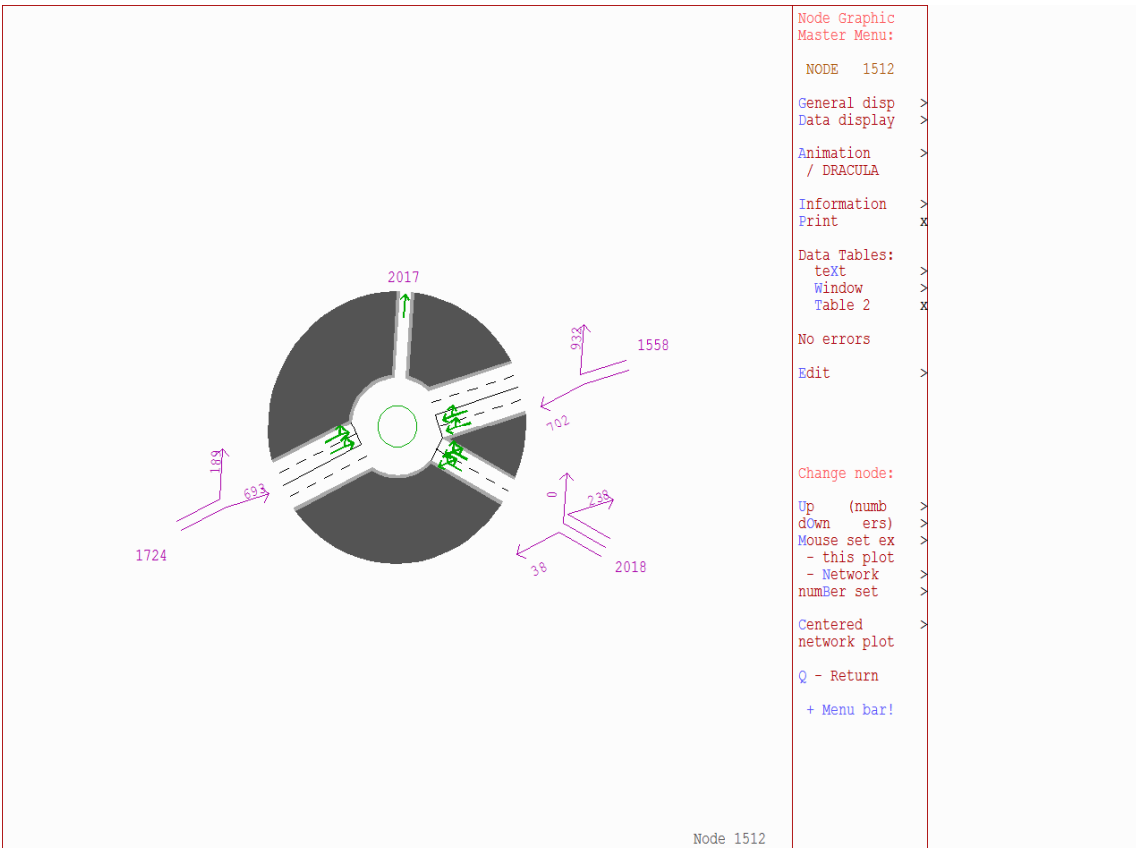 2017
932
1558
702
189
693
1724
0
238
38
2018
Node 1512
Node Graphic
Master Menu:
NODE 1512
General disp >
Data display >
Animation >
/ DRACULA
Information >
Print x
Data Tables:
teXt >
Window >
Table 2 x
No errors
Edit >
Change node:
Up (numb >
dOwn ers) >
Mouse set ex >
- this plot
- Network >
numBer set >
Centered >
network plot
Q - Return
+ Menu bar!